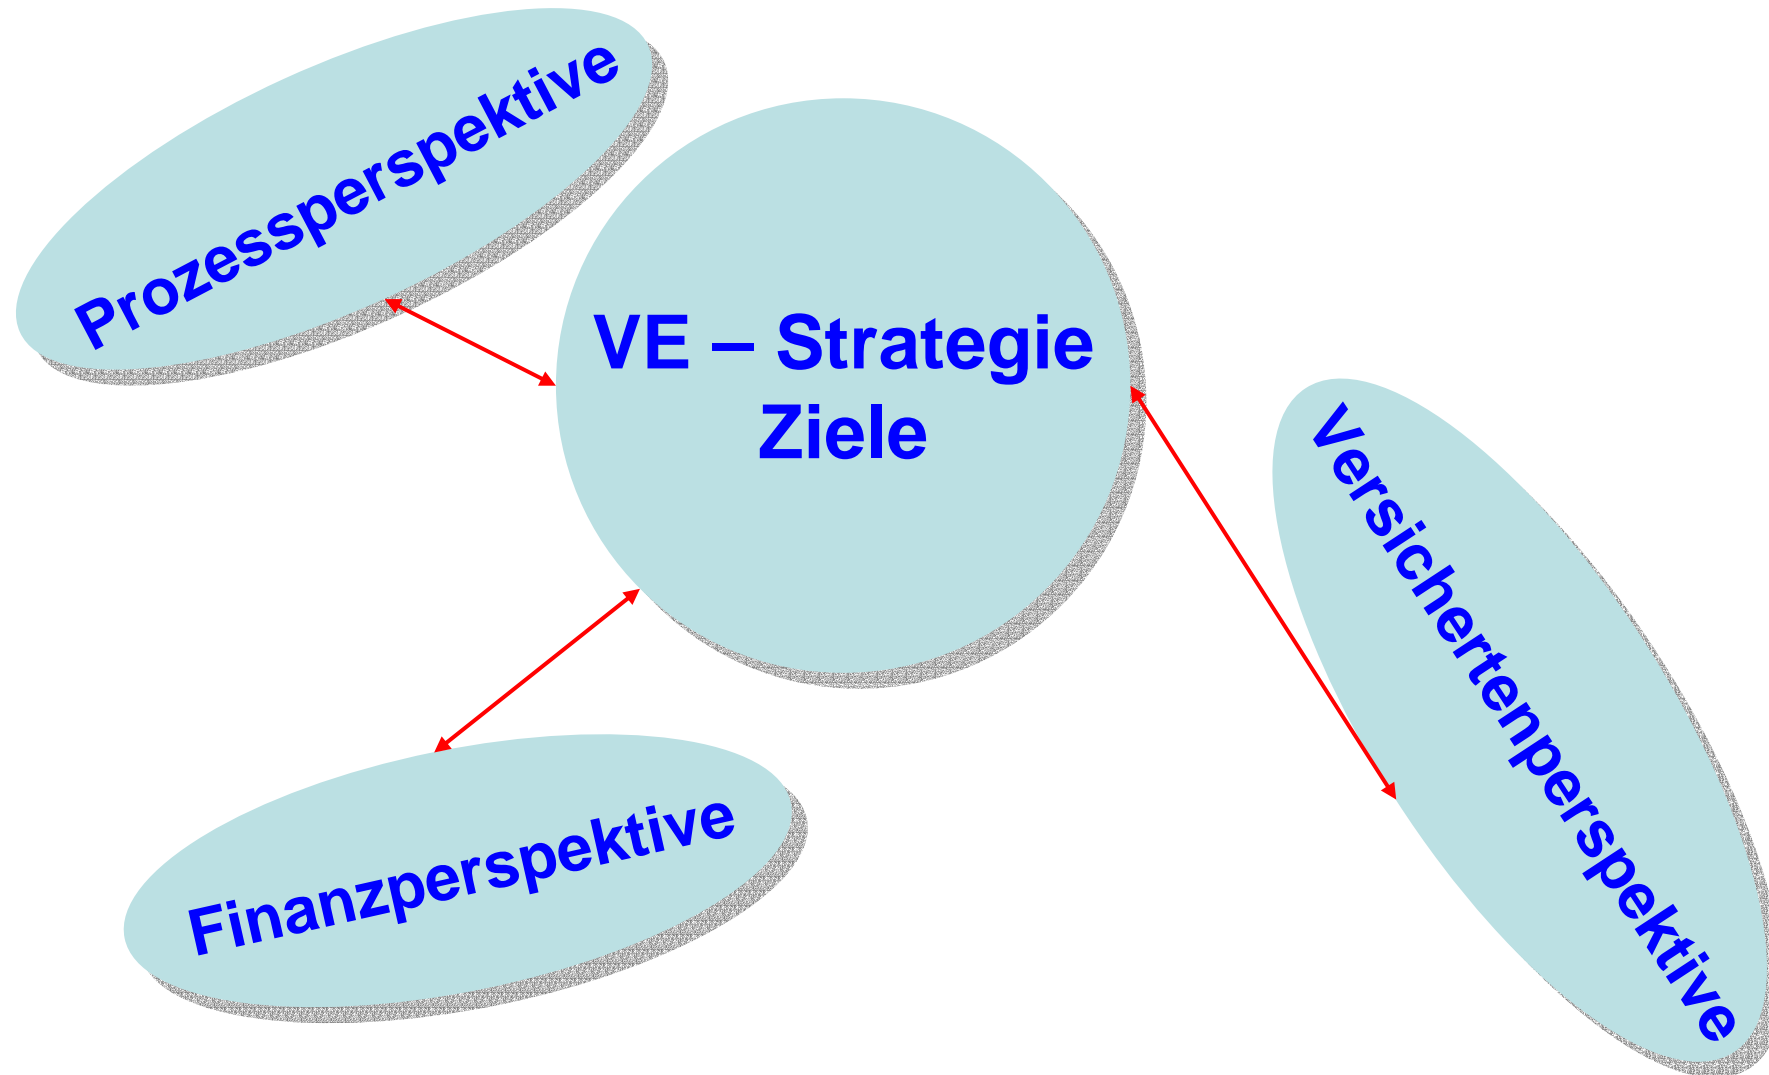 Prozessperspektive
VE – Strategie
Ziele
Versichertenperspektive
Finanzperspektive